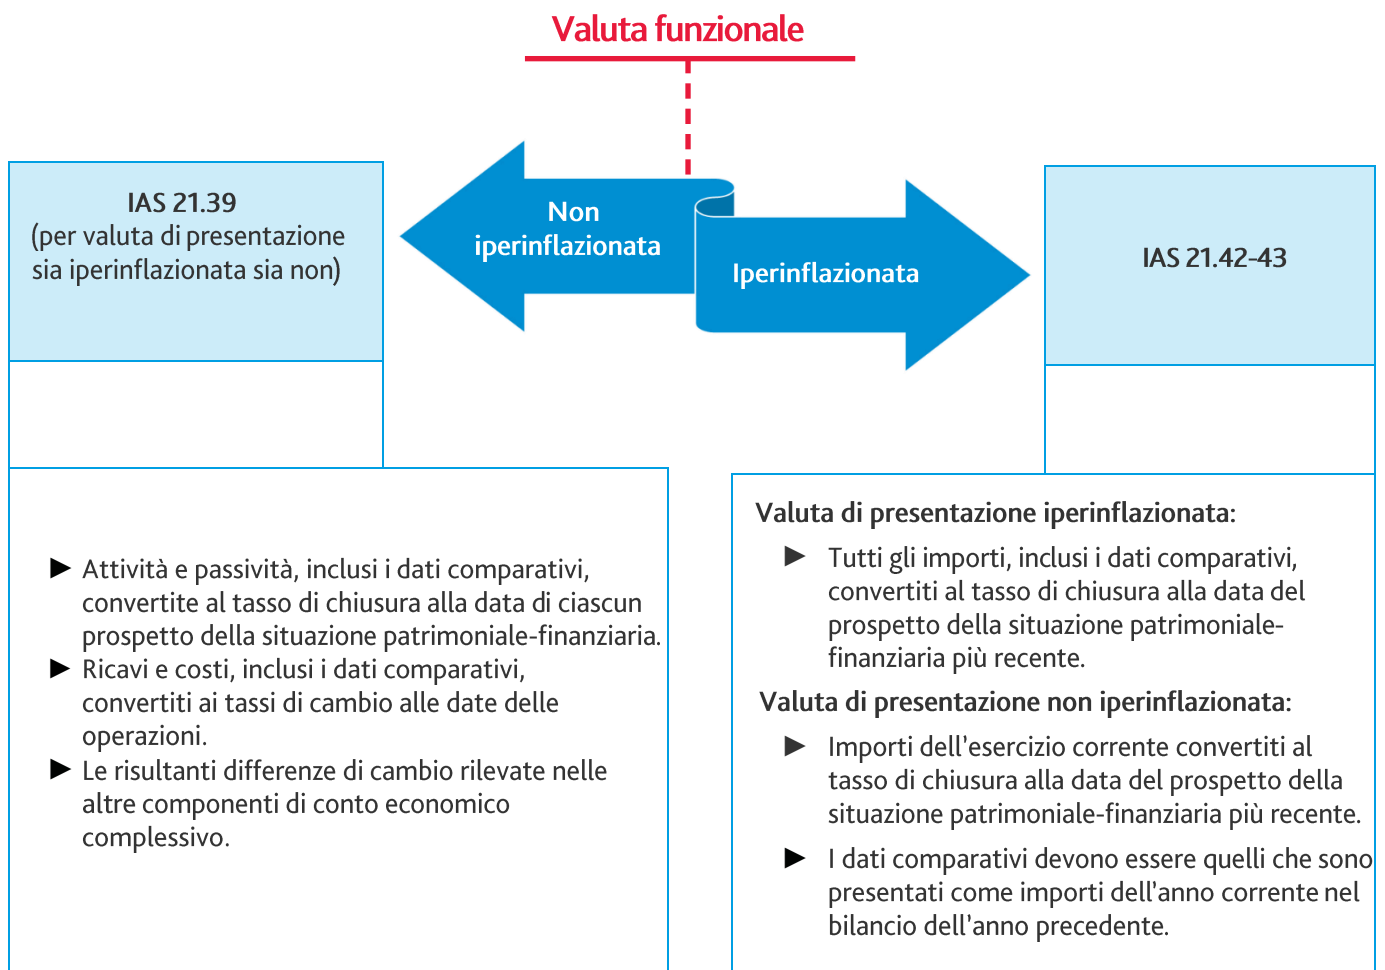 Valuta funzionale
IAS 21.39
(per valuta di presentazione
sia iperinflazionata sia non)
Non
iperinflazionata
Iperinflazionata
IAS 21.42-43
► Attività e passività, inclusi i dati comparativi,
convertite al tasso di chiusura alla data di ciascun
prospetto della situazione patrimoniale-finanziaria.
► Ricavi e costi, inclusi i dati comparativi,
convertiti ai tassi di cambio alle date delle
operazioni.
► Le risultanti differenze di cambio rilevate nelle
altre componenti di conto economico
complessivo.
Valuta di presentazione iperinflazionata:
► Tutti gli importi, inclusi i dati comparativi,
convertiti al tasso di chiusura alla data del
prospetto della situazione patrimoniale-
finanziaria più recente.
Valuta di presentazione non iperinflazionata:
► Importi dell’esercizio corrente convertiti al
tasso di chiusura alla data del prospetto della
situazione patrimoniale-finanziaria più recente.
► I dati comparativi devono essere quelli che sono
presentati come importi dell’anno corrente nel
bilancio dell’anno precedente.